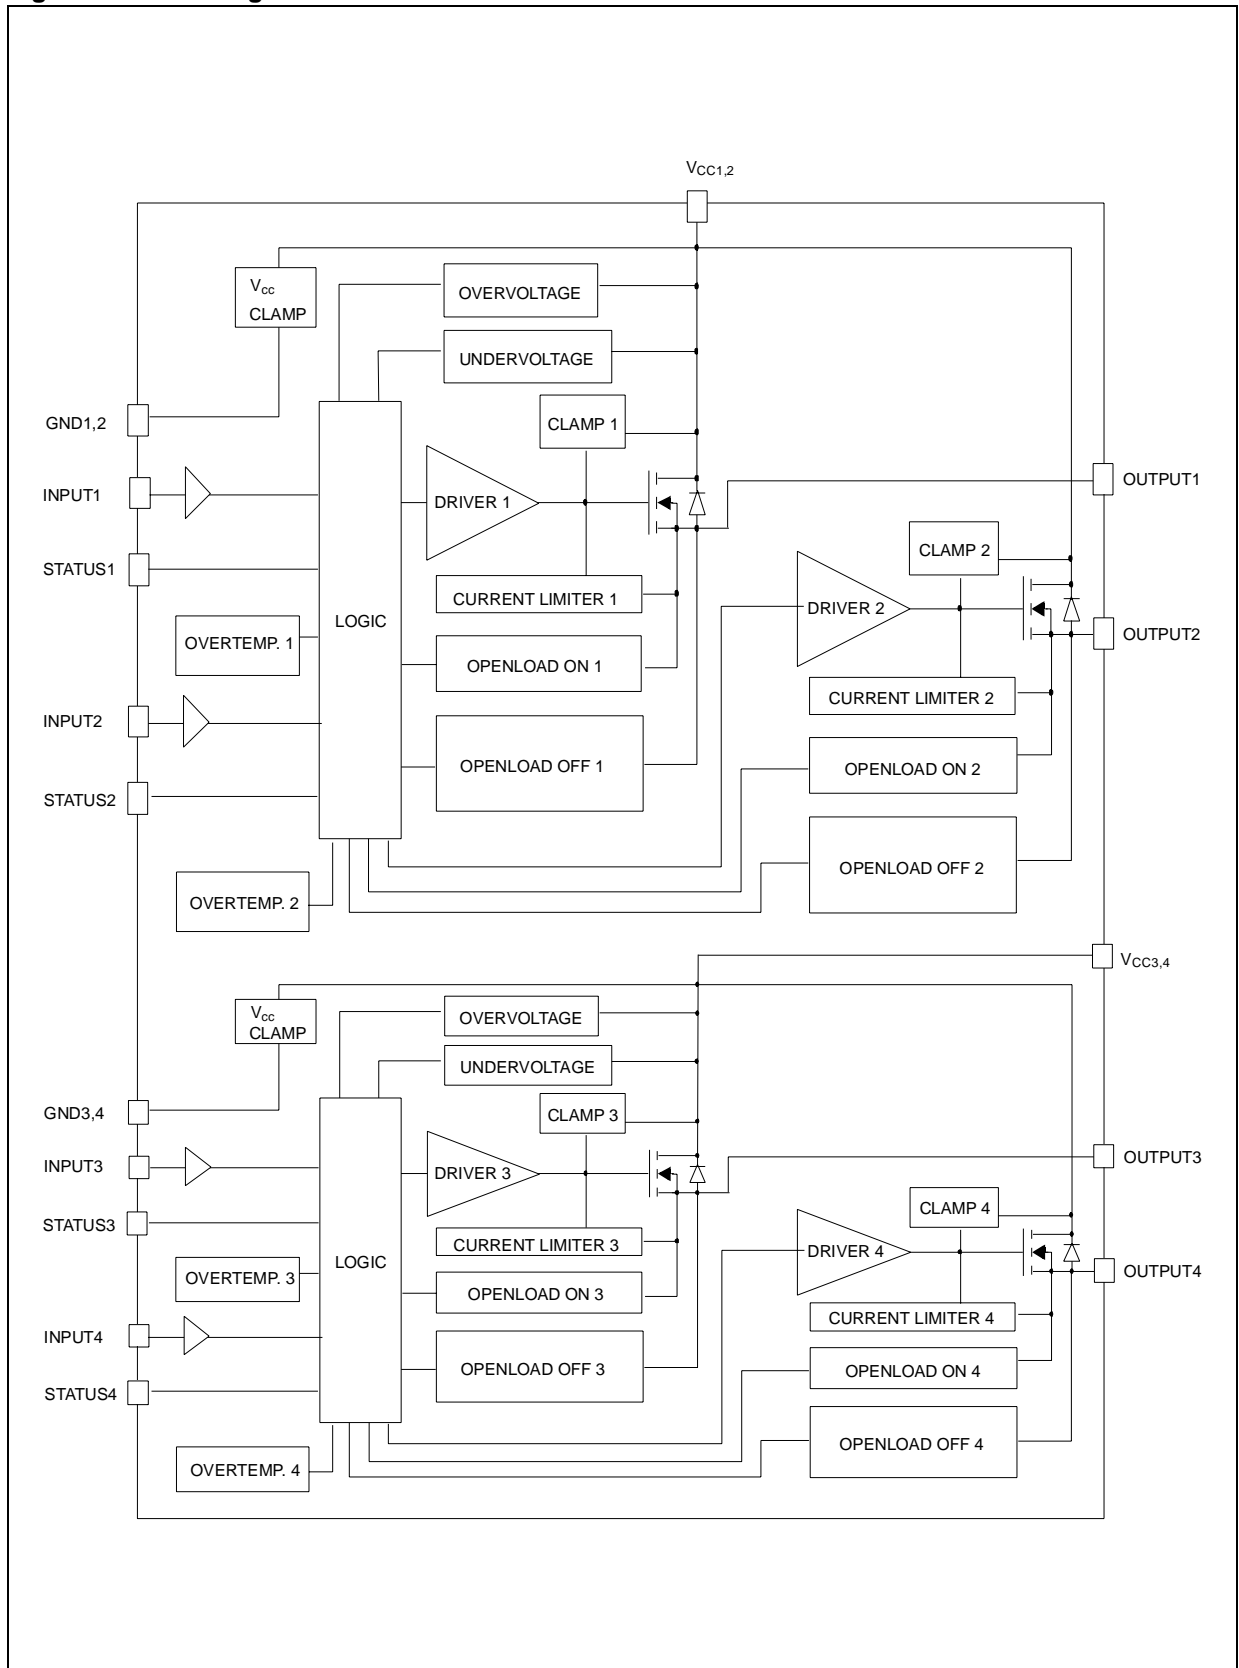 VCC1,2
Vcc
CLAMP
OVERVOLTAGE
UNDERVOLTAGE
GND1,2
CLAMP 1
INPUT1
DRIVER 1
OUTPUT1
CLAMP 2
STATUS1
CURRENT LIMITER 1
LOGIC
DRIVER 2
OVERTEMP. 1
OUTPUT2
OPENLOAD ON 1
CURRENT LIMITER 2
INPUT2
OPENLOAD OFF 1
OPENLOAD ON 2
STATUS2
OPENLOAD OFF 2
OVERTEMP. 2
VCC3,4
Vcc
CLAMP
OVERVOLTAGE
UNDERVOLTAGE
GND3,4
CLAMP 3
INPUT3
DRIVER 3
OUTPUT3
CLAMP 4
STATUS3
CURRENT LIMITER 3
LOGIC
DRIVER 4
OVERTEMP. 3
OUTPUT4
OPENLOAD ON 3
CURRENT LIMITER 4
INPUT4
OPENLOAD OFF 3
OPENLOAD ON 4
STATUS4
OPENLOAD OFF 4
OVERTEMP. 4